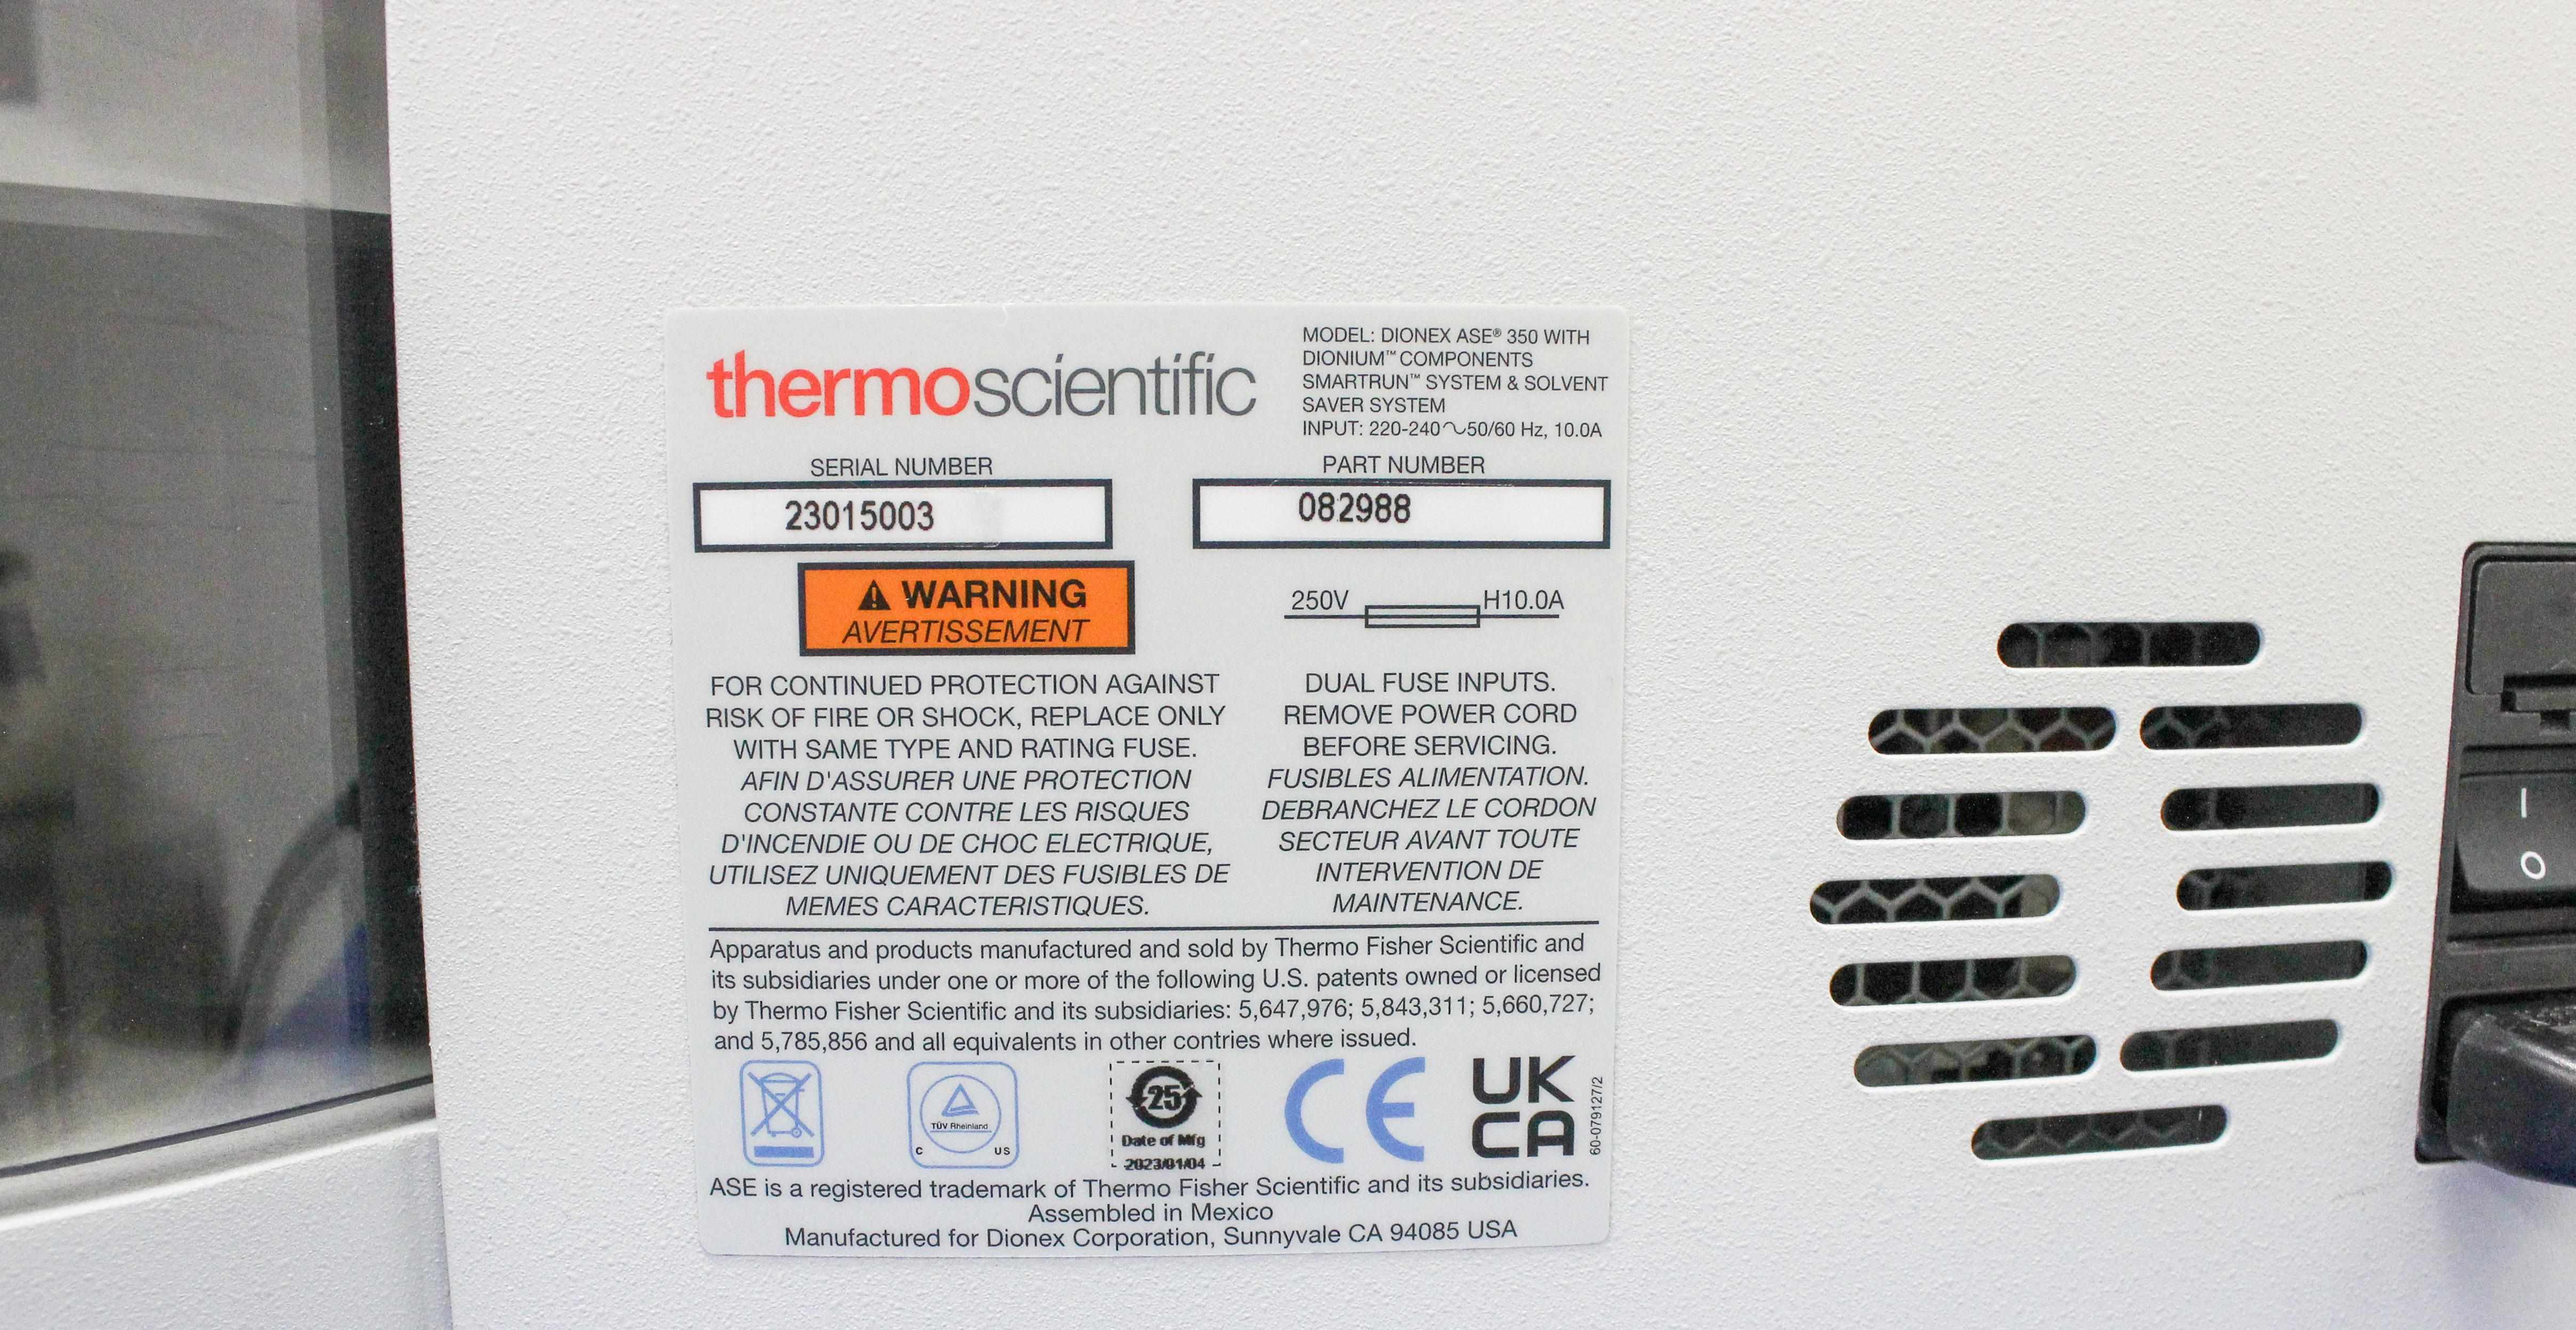 thermoscientific
MODEL: DIONEX ASE® 350 WITH
DIONIUM™ COMPONENTS
SMARTRUN™ SYSTEM & SOLVENT
SAVER SYSTEM
INPUT: 220-240∿50/60 Hz, 10.0A
SERIAL NUMBER
23015003
PART NUMBER
082988
⚠ WARNING
AVERTISSEMENT
FOR CONTINUED PROTECTION AGAINST
RISK OF FIRE OR SHOCK, REPLACE ONLY
WITH SAME TYPE AND RATING FUSE.
AFIN D'ASSURER UNE PROTECTION
CONSTANTE CONTRE LES RISQUES
D'INCENDIE OU DE CHOC ELECTRIQUE,
UTILISEZ UNIQUEMENT DES FUSIBLES DE
MEMES CARACTERISTIQUES.
250V H10.0A
DUAL FUSE INPUTS.
REMOVE POWER CORD
BEFORE SERVICING.
FUSIBLES ALIMENTATION.
DEBRANCHEZ LE CORDON
SECTEUR AVANT TOUTE
INTERVENTION DE
MAINTENANCE.
Apparatus and products manufactured and sold by Thermo Fisher Scientific and
its subsidiaries under one or more of the following U.S. patents owned or licensed
by Thermo Fisher Scientific and its subsidiaries: 5,647,976; 5,843,311; 5,660,727;
and 5,785,856 and all equivalents in other contries where issued.
TÜV Rheinland
C US
25
Date of Mfg
2023/01/04
CE
UK
CA
60-079127/2
ASE is a registered trademark of Thermo Fisher Scientific and its subsidiaries.
Assembled in Mexico
Manufactured for Dionex Corporation, Sunnyvale CA 94085 USA
I
O